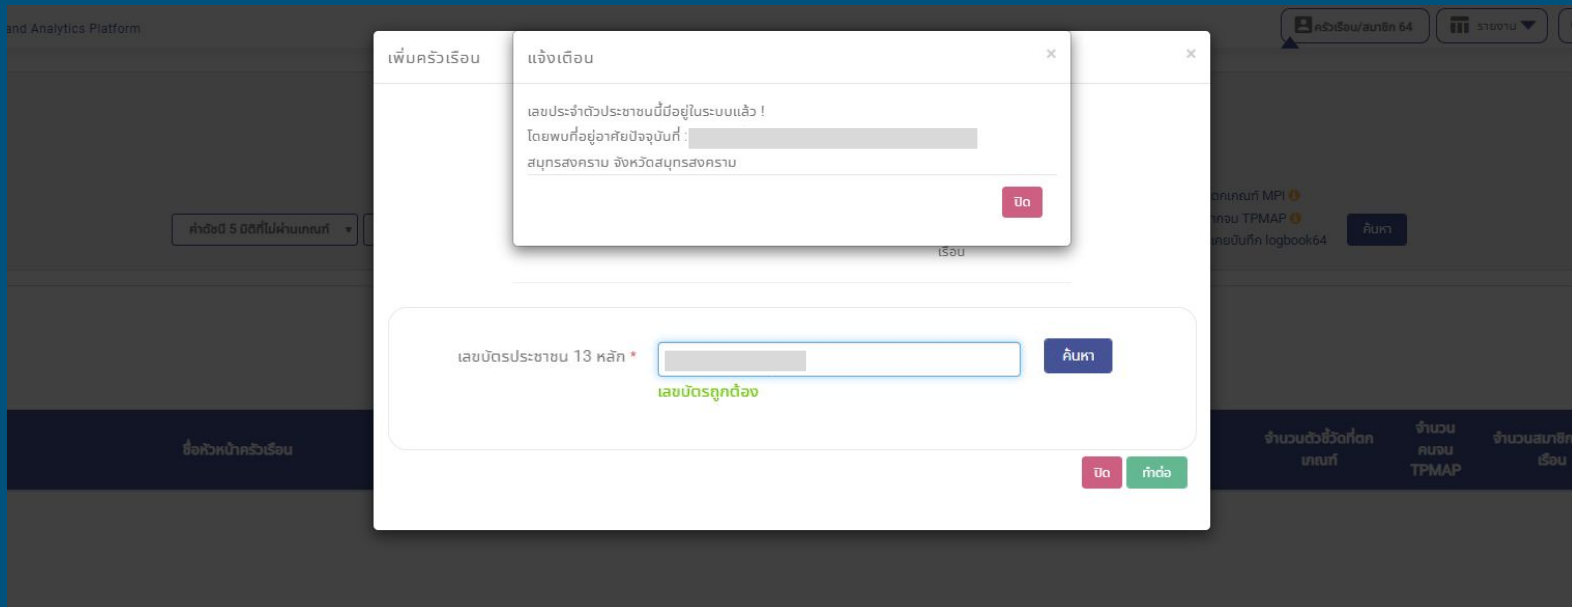 and Analytics Platform
ครัวเรือน/สมาชิก 64
รายงาน
เพิ่มครัวเรือน
×
แจ้งเตือน
×
เลขประจำตัวประชาชนนี้มีอยู่ในระบบแล้ว !
โดยพบที่อยู่อาศัยปัจจุบันที่ :
สมุทรสงคราม จังหวัดสมุทรสงคราม
ปิด
ตกเกณฑ์ MPI
TPMAP
ค่าดัชนี 5 มิติที่ไม่ผ่านเกณฑ์
เคยบันทึก logbook64
ค้นหา
เรือน
เลขบัตรประชาชน 13 หลัก *
ค้นหา
เลขบัตรถูกต้อง
ชื่อหัวหน้าครัวเรือน
จำนวนตัวชี้วัดที่ตก
เกณฑ์
จำนวน
คนจน
TPMAP
จำนวนสมาชิก
เรือน
ปิด
ทำต่อ